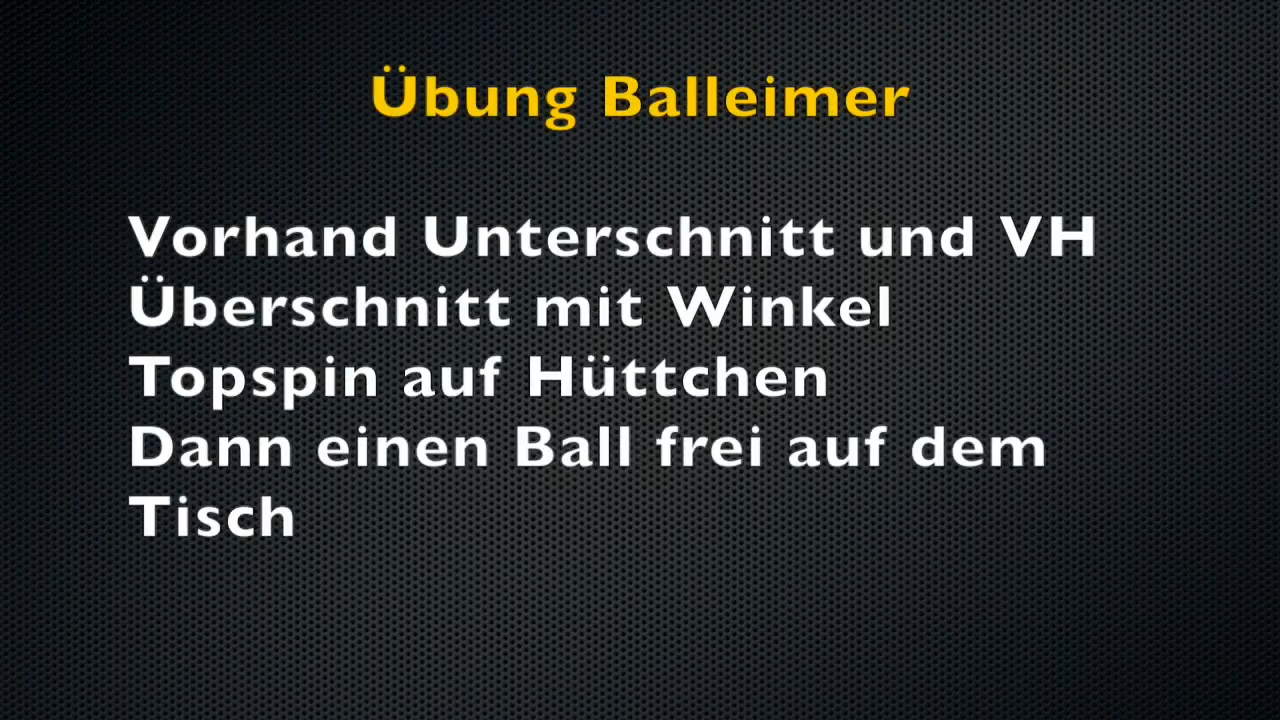 Übung Balleimer
Vorhand Unterschnitt und VH
Überschnitt mit Winkel
Topspin auf Hüttchen
Dann einen Ball frei auf dem
Tisch